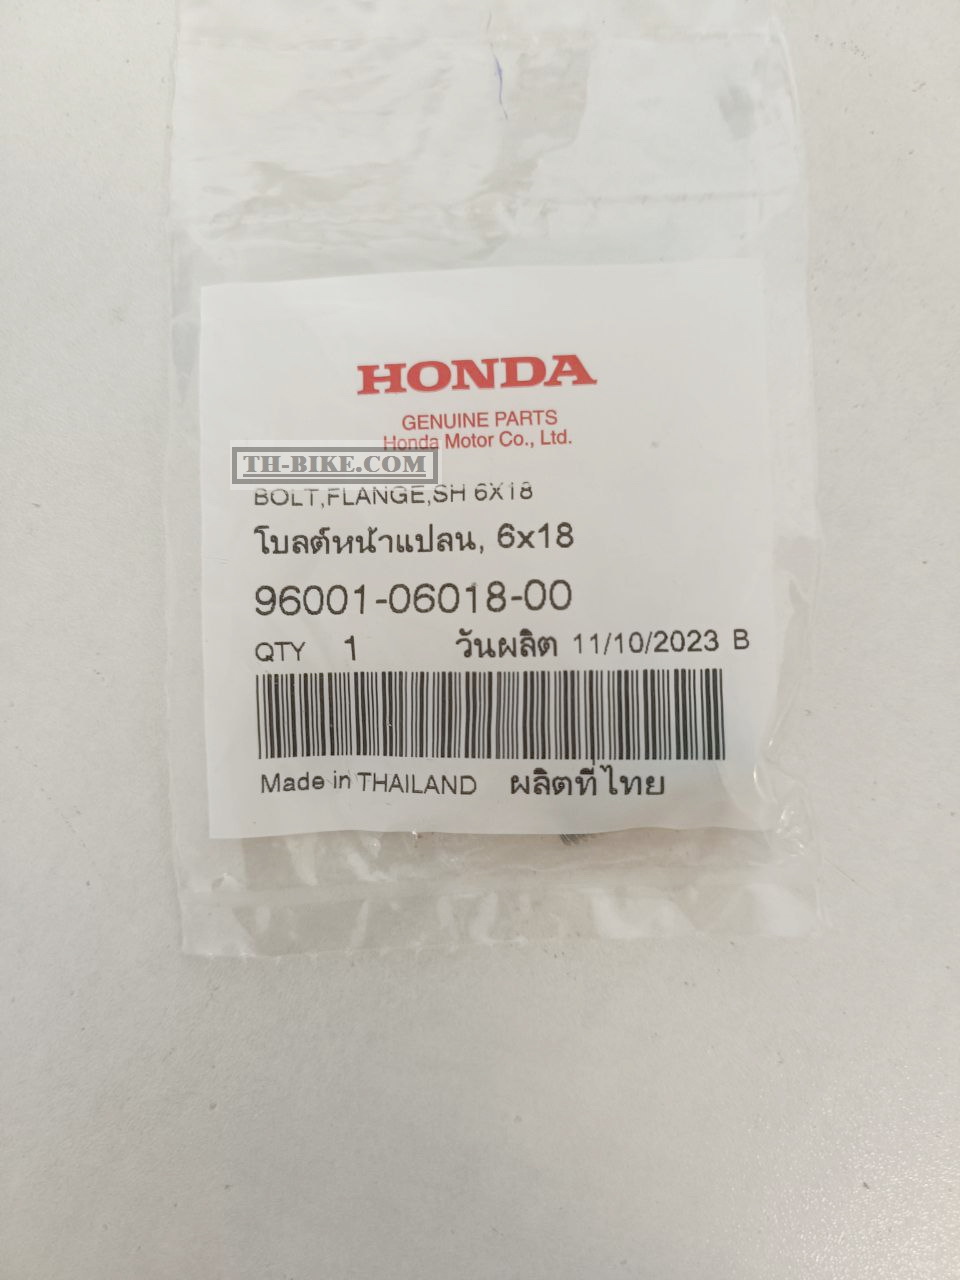 HONDA
GENUINE PARTS
Honda Motor Co., Ltd.
TH-BIKE.COM
BOLT,FLANGE,SH 6X18
โบลต์หน้าแปลน, 6x18
96001-06018-00
QTY 1 วันผลิต 11/10/2023 B
Made in THAILAND ผลิตที่ไทย